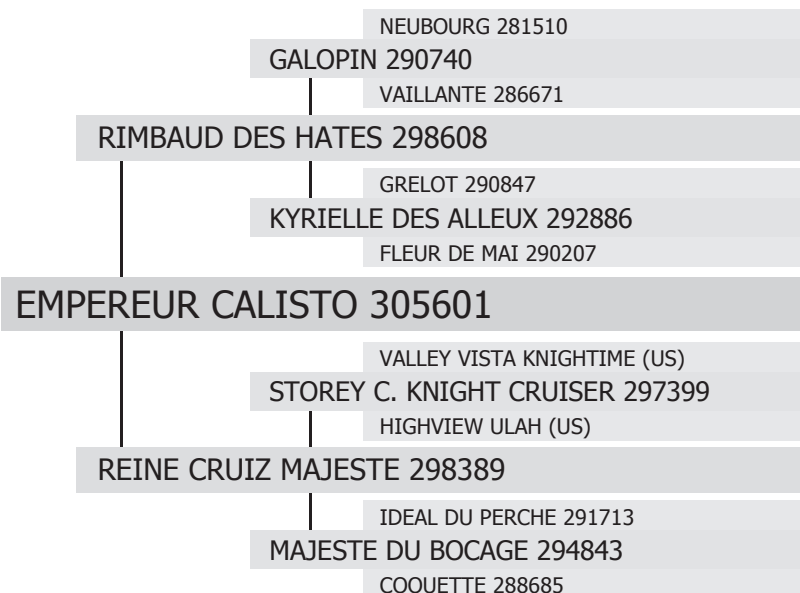 NEUBOURG 281510
GALOPIN 290740
VAILLANTE 286671
RIMBAUD DES HATES 298608
GRELOT 290847
KYRIELLE DES ALLEUX 292886
FLEUR DE MAI 290207
EMPEREUR CALISTO 305601
VALLEY VISTA KNIGHTIME (US)
STOREY C. KNIGHT CRUISER 297399
HIGHVIEW ULAH (US)
REINE CRUIZ MAJESTE 298389
IDEAL DU PERCHE 291713
MAJESTE DU BOCAGE 294843
COQUETTE 288685